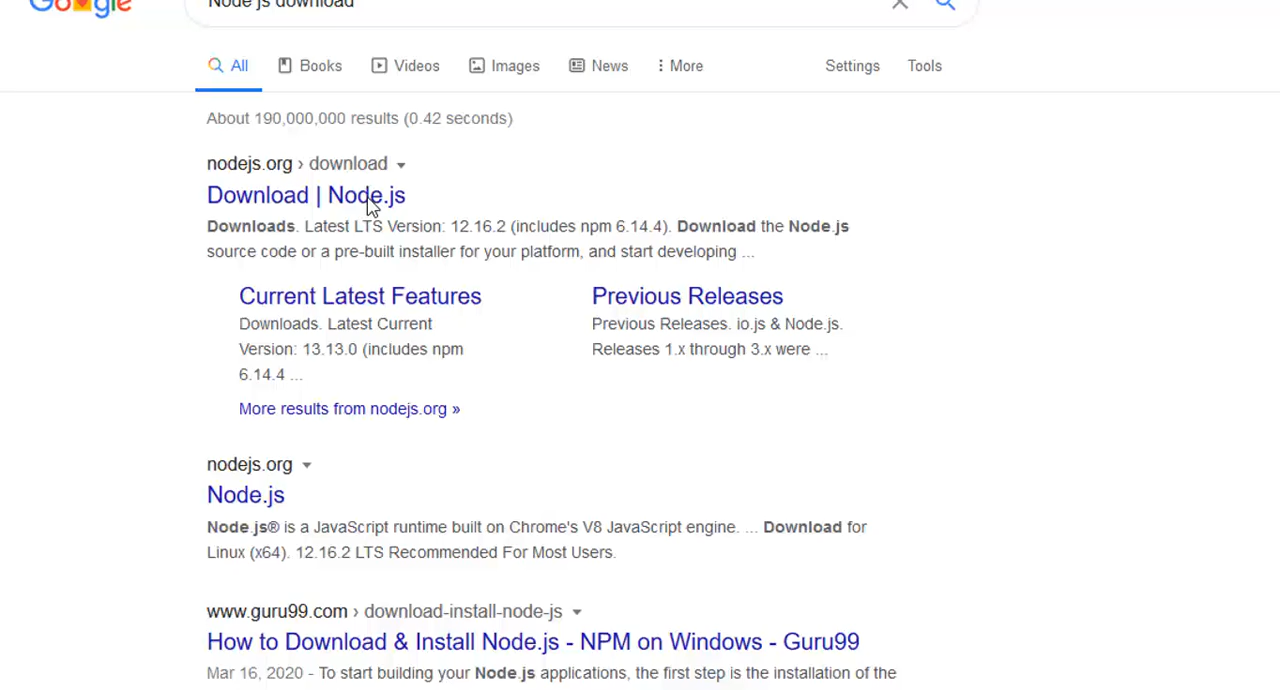 Google
Node js download
All Books Videos Images News More Settings Tools
About 190,000,000 results (0.42 seconds)
nodejs.org › download
Download | Node.js
Downloads. Latest LTS Version: 12.16.2 (includes npm 6.14.4). Download the Node.js
source code or a pre-built installer for your platform, and start developing ...
Current Latest Features
Downloads. Latest Current
Version: 13.13.0 (includes npm
6.14.4 ...
Previous Releases
Previous Releases. io.js & Node.js.
Releases 1.x through 3.x were ...
More results from nodejs.org »
nodejs.org
Node.js
Node.js® is a JavaScript runtime built on Chrome's V8 JavaScript engine. ... Download for
Linux (x64). 12.16.2 LTS Recommended For Most Users.
www.guru99.com › download-install-node-js
How to Download & Install Node.js - NPM on Windows - Guru99
Mar 16, 2020 - To start building your Node.js applications, the first step is the installation of the